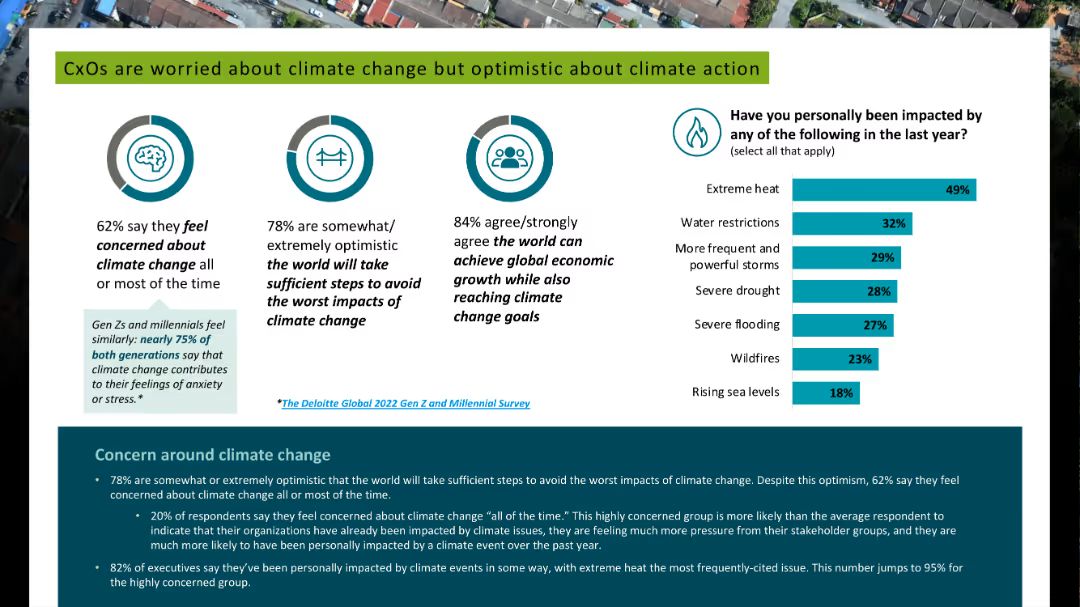 CxOs are worried about climate change but optimistic about climate action
62% say they feel
concerned about
climate change all
or most of the time
Gen Zs and millennials feel
similarly: nearly 75% of
both generations say that
climate change contributes
to their feelings of anxiety
or stress.*
78% are somewhat/
extremely optimistic
the world will take
sufficient steps to avoid
the worst impacts of
climate change
84% agree/strongly
agree the world can
achieve global economic
growth while also
reaching climate
change goals
*The Deloitte Global 2022 Gen Z and Millennial Survey
Have you personally been impacted by
any of the following in the last year?
(select all that apply)
Extreme heat 49%
Water restrictions 32%
More frequent and
powerful storms 29%
Severe drought 28%
Severe flooding 27%
Wildfires 23%
Rising sea levels 18%
Concern around climate change
• 78% are somewhat or extremely optimistic that the world will take sufficient steps to avoid the worst impacts of climate change. Despite this optimism, 62% say they feel
concerned about climate change all or most of the time.
• 20% of respondents say they feel concerned about climate change “all of the time.” This highly concerned group is more likely than the average respondent to
indicate that their organizations have already been impacted by climate issues, they are feeling much more pressure from their stakeholder groups, and they are
much more likely to have been personally impacted by a climate event over the past year.
• 82% of executives say they’ve been personally impacted by climate events in some way, with extreme heat the most frequently-cited issue. This number jumps to 95% for
the highly concerned group.